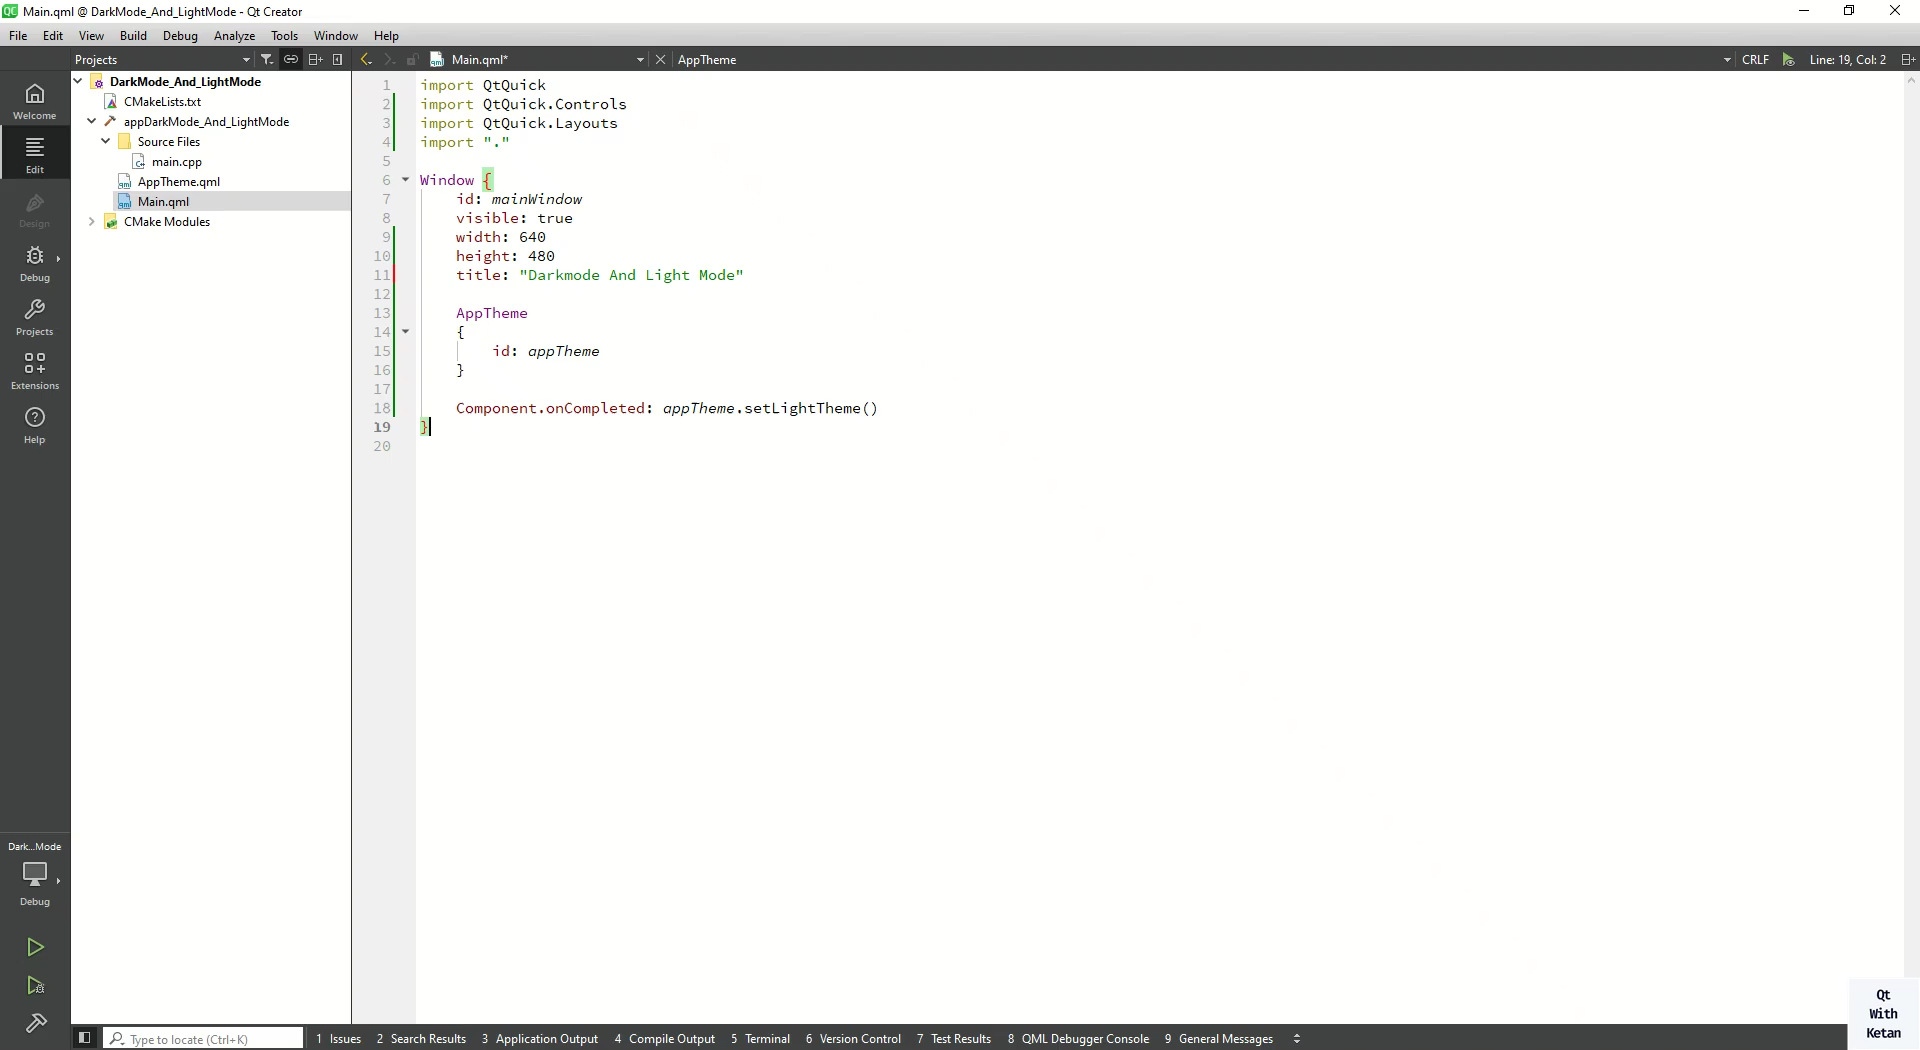 Main.qml @ DarkMode_And_LightMode - Qt Creator
File Edit View Build Debug Analyze Tools Window Help
Projects Main.qml* AppTheme CRLF Line: 19, Col: 2
DarkMode_And_LightMode
CMakeLists.txt
appDarkMode_And_LightMode
Source Files
main.cpp
AppTheme.qml
Main.qml
CMake Modules
Welcome
Edit
Design
Debug
Projects
Extensions
Help
Dark...Mode
Debug
1 import QtQuick
2 import QtQuick.Controls
3 import QtQuick.Layouts
4 import "."
5
6 Window {
7 id: mainWindow
8 visible: true
9 width: 640
10 height: 480
11 title: "Darkmode And Light Mode"
12
13 AppTheme
14 {
15 id: appTheme
16 }
17
18 Component.onCompleted: appTheme.setLightTheme()
19 }
20
Type to locate (Ctrl+K) 1 Issues 2 Search Results 3 Application Output 4 Compile Output 5 Terminal 6 Version Control 7 Test Results 8 QML Debugger Console 9 General Messages
Qt
With
Ketan